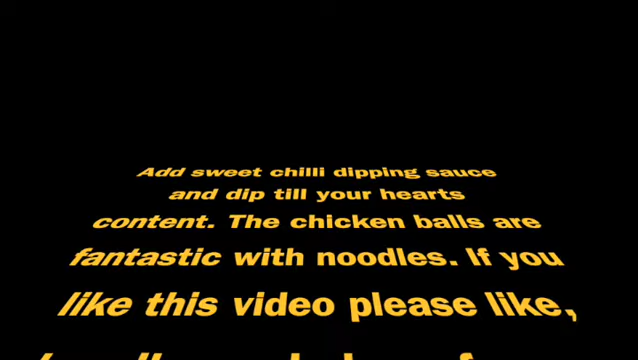 Add sweet chilli dipping sauce
and dip till your hearts
content. The chicken balls are
fantastic with noodles. If you
like this video please like,